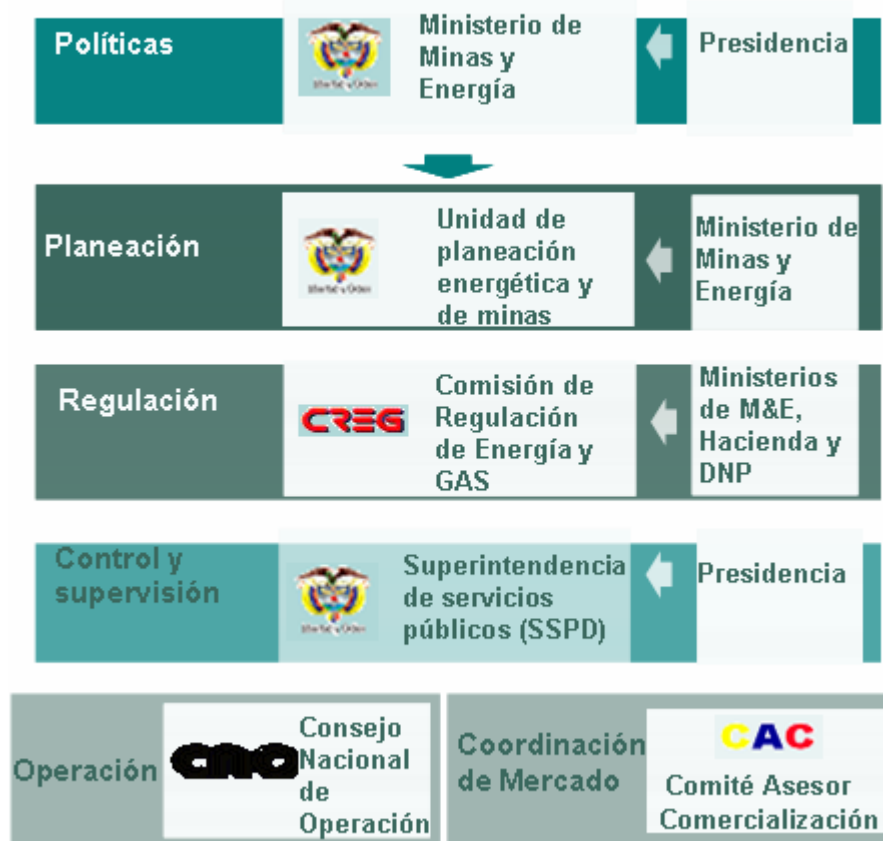 Políticas
Ministerio de
Minas y
Energía
Presidencia
Planeación
Unidad de
planeación
energética y
de minas
Ministerio de
Minas y
Energía
Regulación
CREG
Comisión de
Regulación
de Energía y
GAS
Ministerios
de M&E,
Hacienda y
DNP
Control y
supervisión
Superintendencia
de servicios
públicos (SSPD)
Presidencia
Operación
cno
Consejo
Nacional
de
Operación
Coordinación
de Mercado
CAC
Comité Asesor
Comercialización